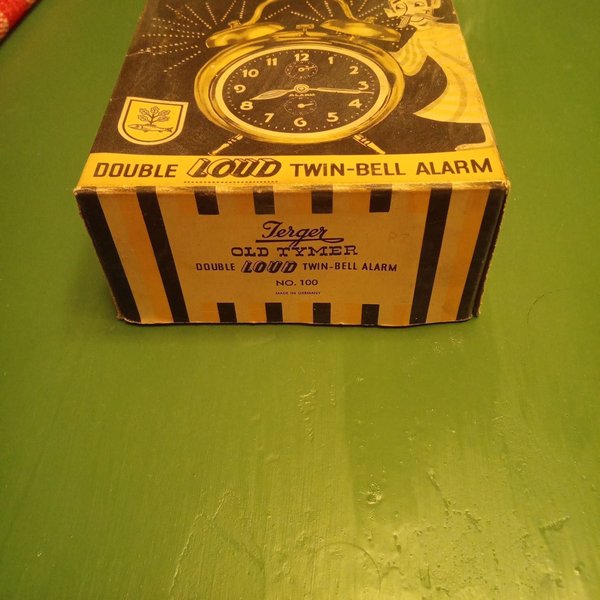 12
11
1
10
2
9
3
ALARM
8
4
7
5
6
DOUBLE LOUD TWIN-BELL ALARM
Jerger
OLD TYMER
DOUBLE LOUD TWIN-BELL ALARM
NO. 100
MADE IN GERMANY